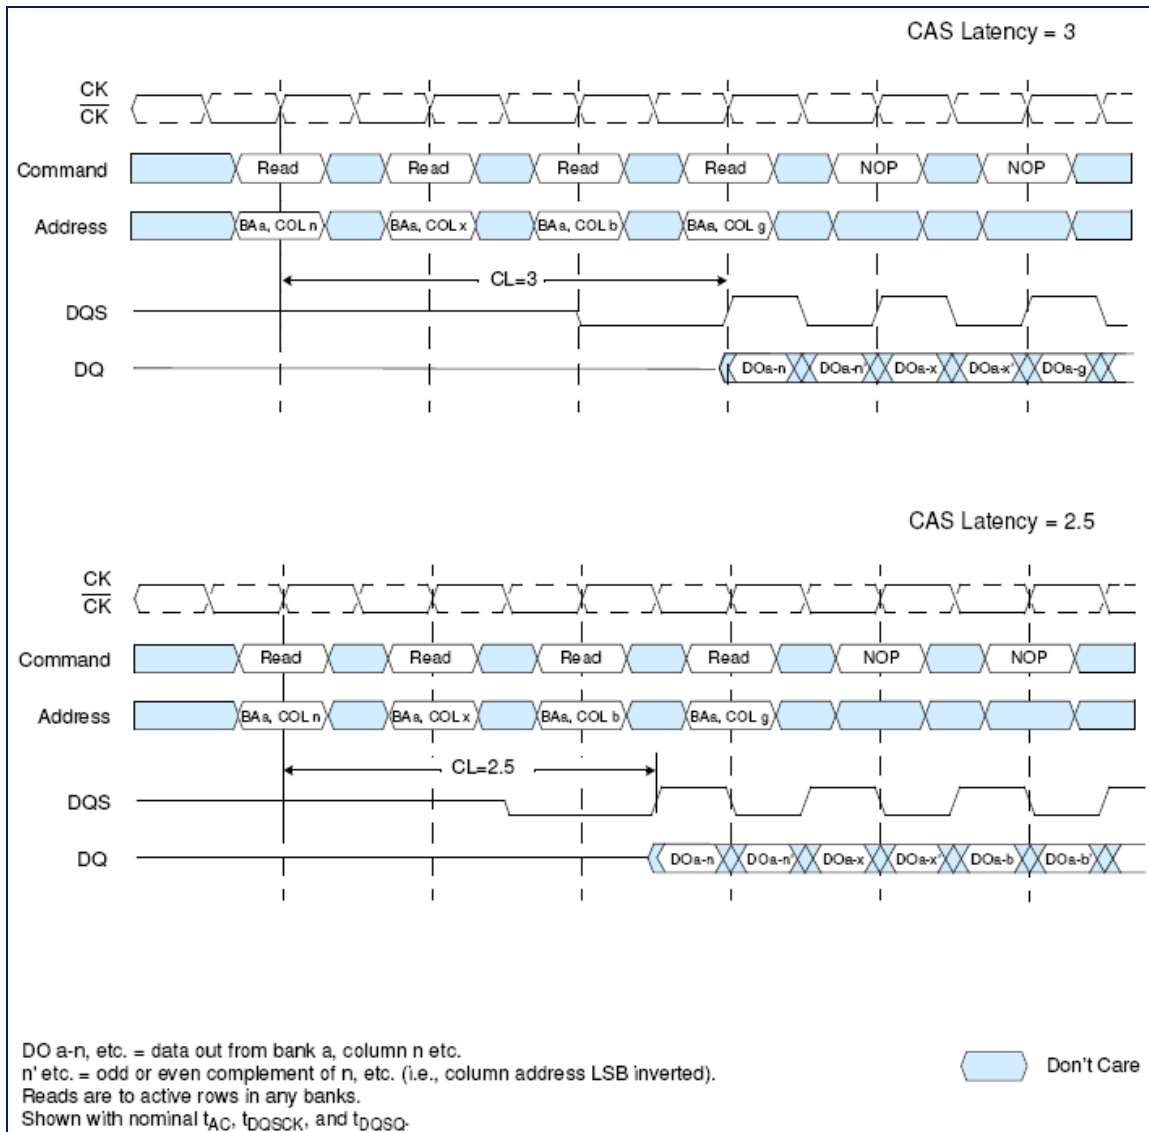 CAS Latency = 3
CK
CK
Command Read Read Read Read NOP NOP
Address BAa, COL n BAa, COL x BAa, COL b BAa, COL g
CL=3
DQS
DQ DOa-n DOa-n' DOa-x DOa-x' DOa-g
CAS Latency = 2.5
CK
CK
Command Read Read Read Read NOP NOP
Address BAa, COL n BAa, COL x BAa, COL b BAa, COL g
CL=2.5
DQS
DQ DOa-n DOa-n' DOa-x DOa-x' DOa-b DOa-b'
DO a-n, etc. = data out from bank a, column n etc.
n' etc. = odd or even complement of n, etc. (i.e., column address LSB inverted).
Reads are to active rows in any banks.
Shown with nominal tAC, tDQSCK, and tDQSQ.
Don't Care